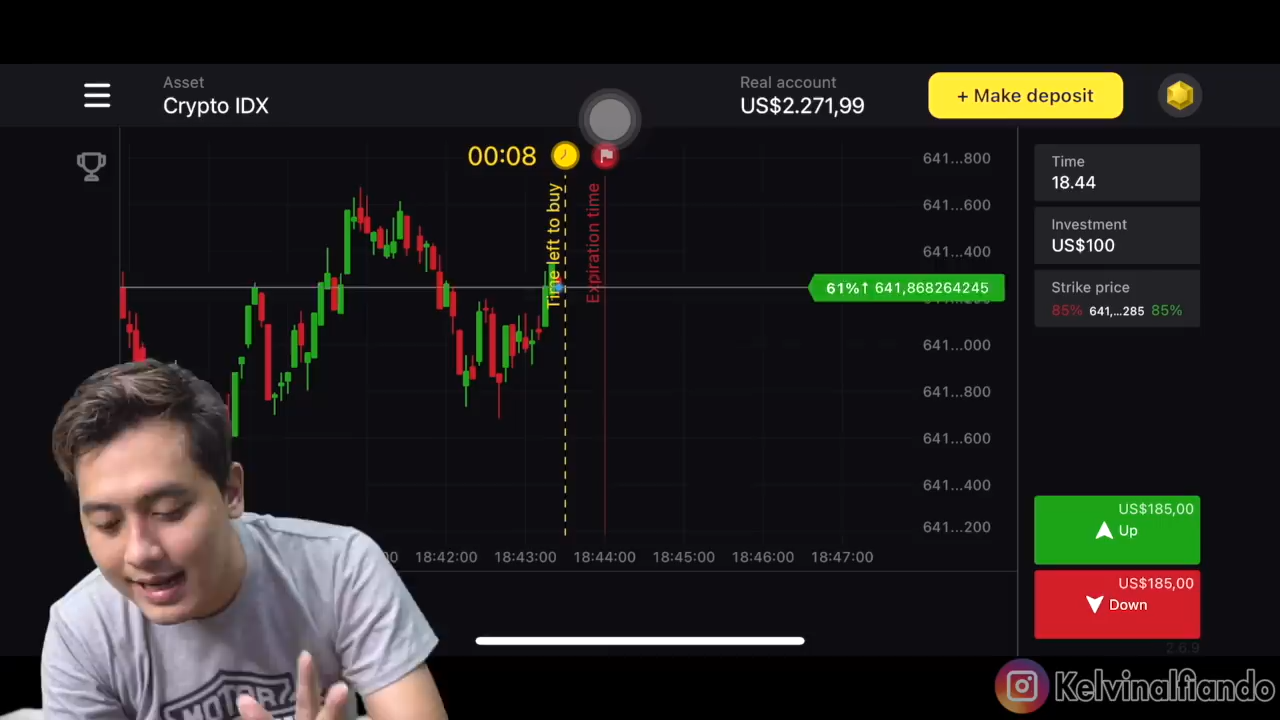 Asset
Crypto IDX
Real account
US$2.271,99
+ Make deposit
00:08
Time left to buy
Expiration time
641...800
641...600
641...400
61%↑ 641,868264245
641...000
641...800
641...600
641...400
641...200
18:42:00
18:43:00
18:44:00
18:45:00
18:46:00
18:47:00
Time
18.44
Investment
US$100
Strike price
85% 641,...285 85%
US$185,00
Up
US$185,00
Down
2.6.9
Kelvinalfiando